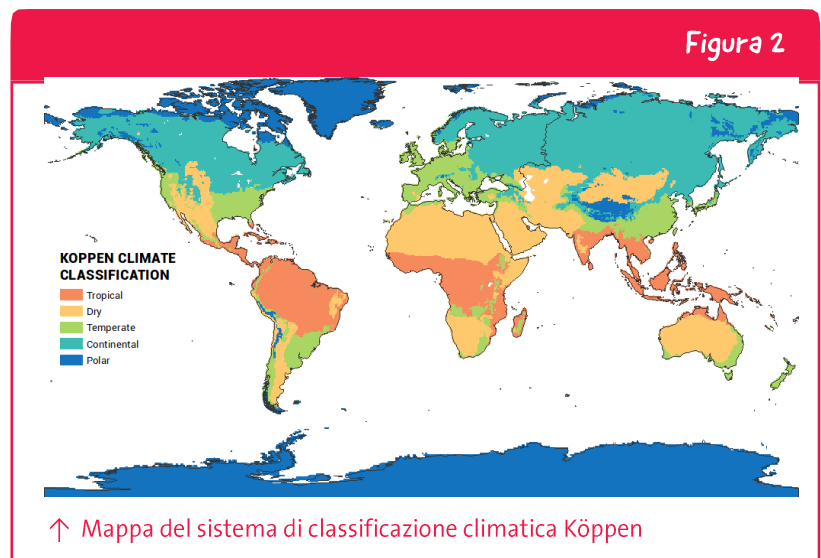 Figura 2
KOPPEN CLIMATE
CLASSIFICATION
Tropical
Dry
Temperate
Continental
Polar
↑ Mappa del sistema di classificazione climatica Köppen